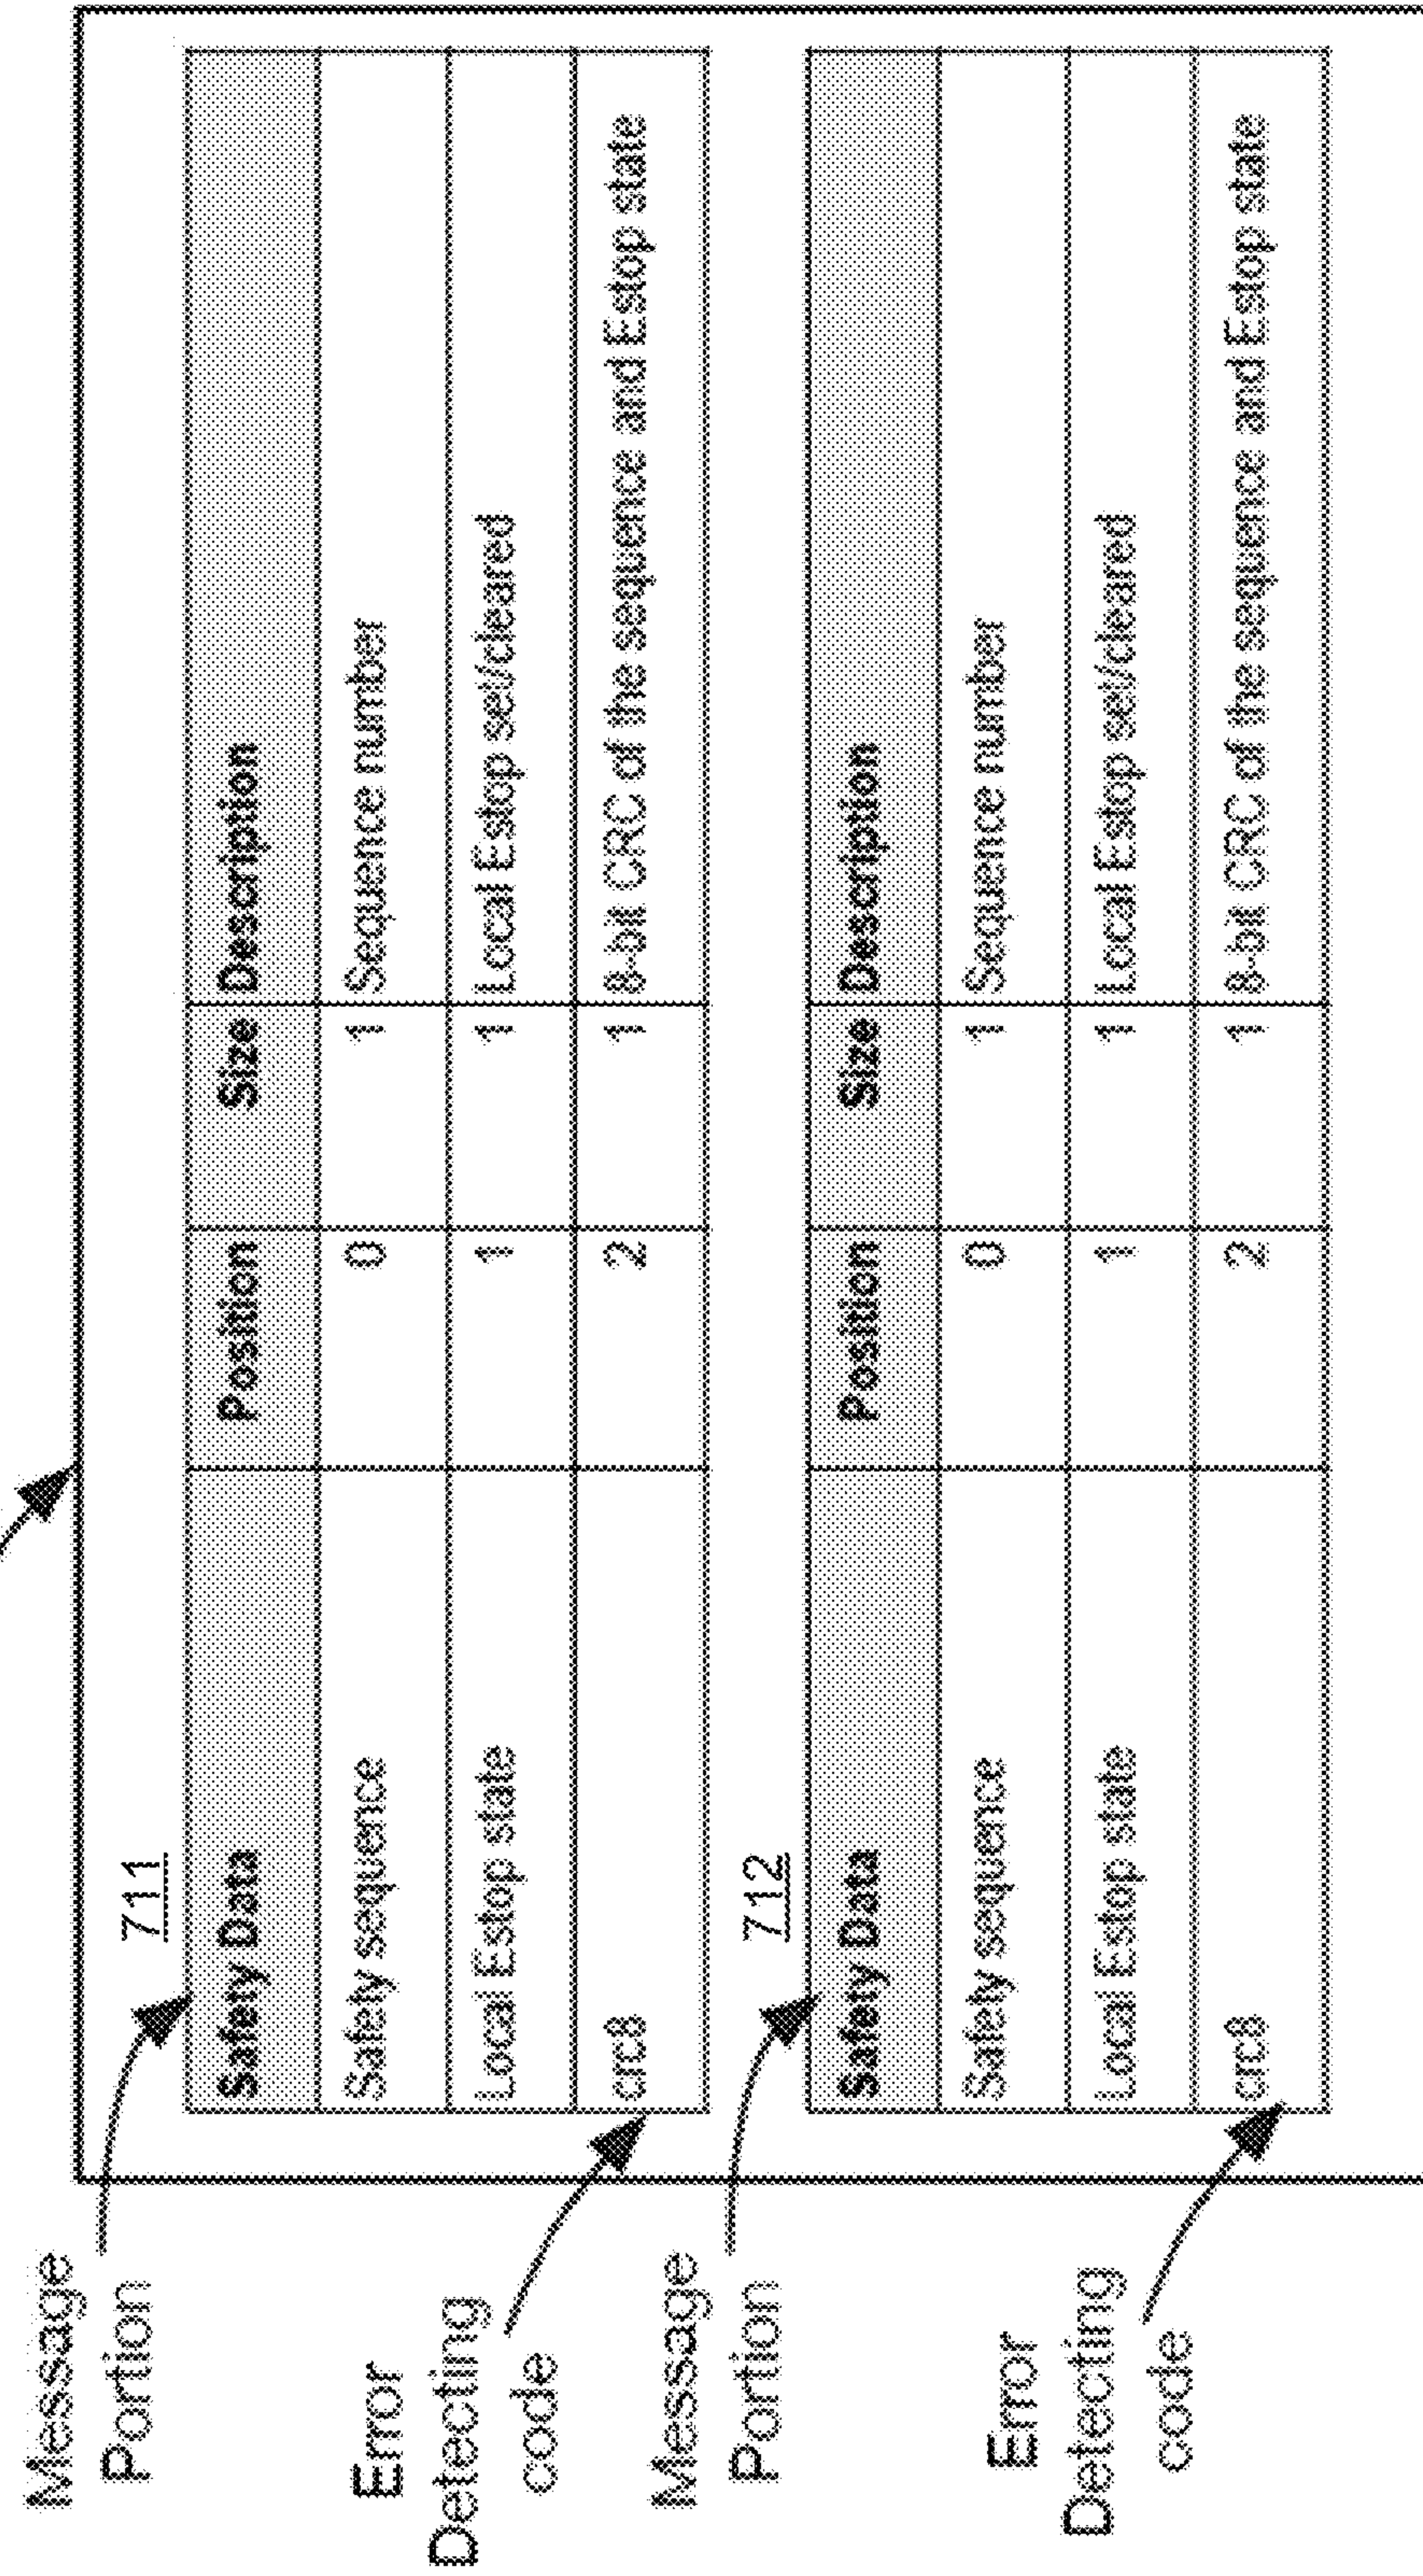 Message
Portion
711
Safety Data Position Size Description
Safety sequence 0 1 Sequence number
Local Estop state 1 1 Local Estop set/cleared
crc8 2 1 8-bit CRC of the sequence and Estop state
Error
Detecting
code
Message
Portion
712
Safety Data Position Size Description
Safety sequence 0 1 Sequence number
Local Estop state 1 1 Local Estop set/cleared
crc8 2 1 8-bit CRC of the sequence and Estop state
Error
Detecting
code